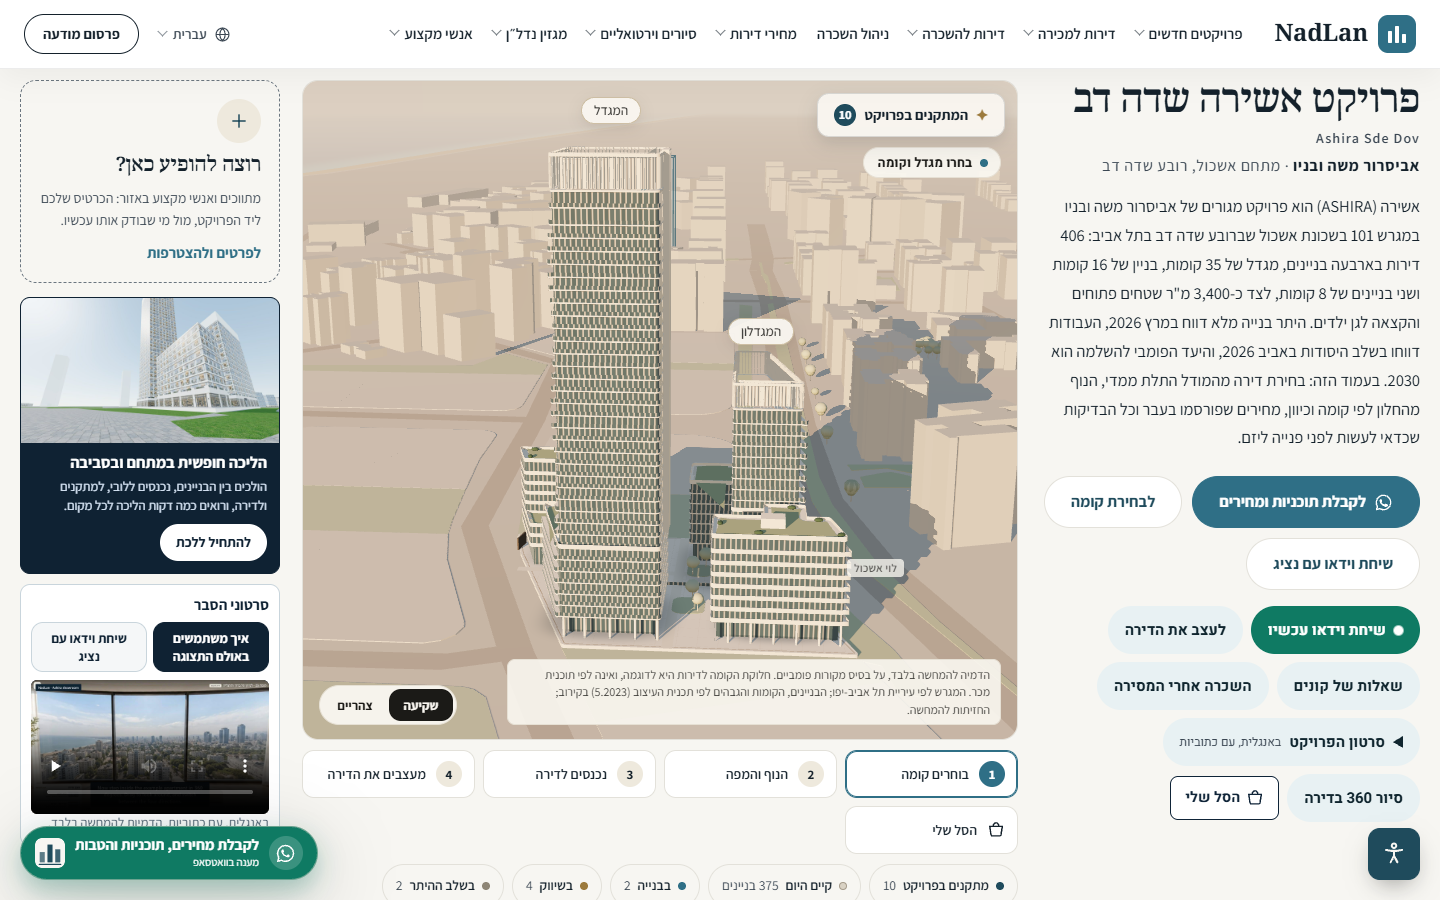 NadLan
פרויקטים חדשים
דירות למכירה
דירות להשכרה
ניהול השכרה
מחירי דירות
סיורים וירטואליים
מגזין נדל״ן
אנשי מקצוע
עברית
פרסום מודעה
פרויקט אשירה שדה דב
Ashira Sde Dov
אביסרור משה ובניו · מתחם אשכול, רובע שדה דב
אשירה (ASHIRA) הוא פרויקט מגורים של אביסרור משה ובניו
במגרש 101 בשכונת אשכול שברובע שדה דב בתל אביב: 406
דירות בארבעה בניינים, מגדל של 35 קומות, בניין של 16 קומות
ושני בניינים של 8 קומות, לצד כ-3,400 מ"ר שטחים פתוחים
והקצאה לגן ילדים. היתר בנייה מלא דווח במרץ 2026, העבודות
דווחו בשלב היסודות באביב 2026, והיעד הפומבי להשלמה הוא
2030. בעמוד הזה: בחירת דירה מהמודל התלת ממדי, הנוף
מהחלון לפי קומה וכיוון, מחירים שפורסמו בעבר וכל הבדיקות
שכדאי לעשות לפני פנייה ליזם.
לקבלת תוכניות ומחירים
לבחירת קומה
שיחת וידאו עם נציג
שיחת וידאו עכשיו
לעצב את הדירה
שאלות של קונים
השכרה אחרי המסירה
סרטון הפרויקט באנגלית, עם כתוביות
סיור 360 בדירה
הסל שלי
המתקנים בפרויקט 10
בחרו מגדל וקומה
המגדל
המגדלון
לוי אשכול
הדמיה להמחשה בלבד, על בסיס מקורות פומביים. חלוקת הקומה לדירות היא לדוגמה, ואינה לפי תוכנית
מכר. המגרש לפי עיריית תל אביב-יפו; הבניינים, הקומות והגבהים לפי תכנית העיצוב (5.2023) בקירוב;
החזיתות להמחשה.
שקיעה
צהריים
1 בוחרים קומה
2 הנוף והמפה
3 נכנסים לדירה
4 מעצבים את הדירה
הסל שלי
מתקנים בפרויקט 10
קיים היום 375 בניינים
בבנייה 2
בשיווק 4
בשלב ההיתר 2
רוצה להופיע כאן?
מתווכים ואנשי מקצוע באזור: הכרטיס שלכם
ליד הפרויקט, מול מי שבודק אותו עכשיו.
לפרטים ולהצטרפות
הליכה חופשית במתחם ובסביבה
הולכים בין הבניינים, נכנסים ללובי, למתקנים
ולדירה, ורואים כמה דקות הליכה לכל מקום.
להתחיל ללכת
סרטוני הסבר
איך משתמשים
באולם התצוגה
שיחת וידאו עם
נציג
באנגלית, עם כתוביות. הדמיות להמחשה בלבד
לקבלת מחירים, תוכניות והטבות
מענה בוואטסאפ